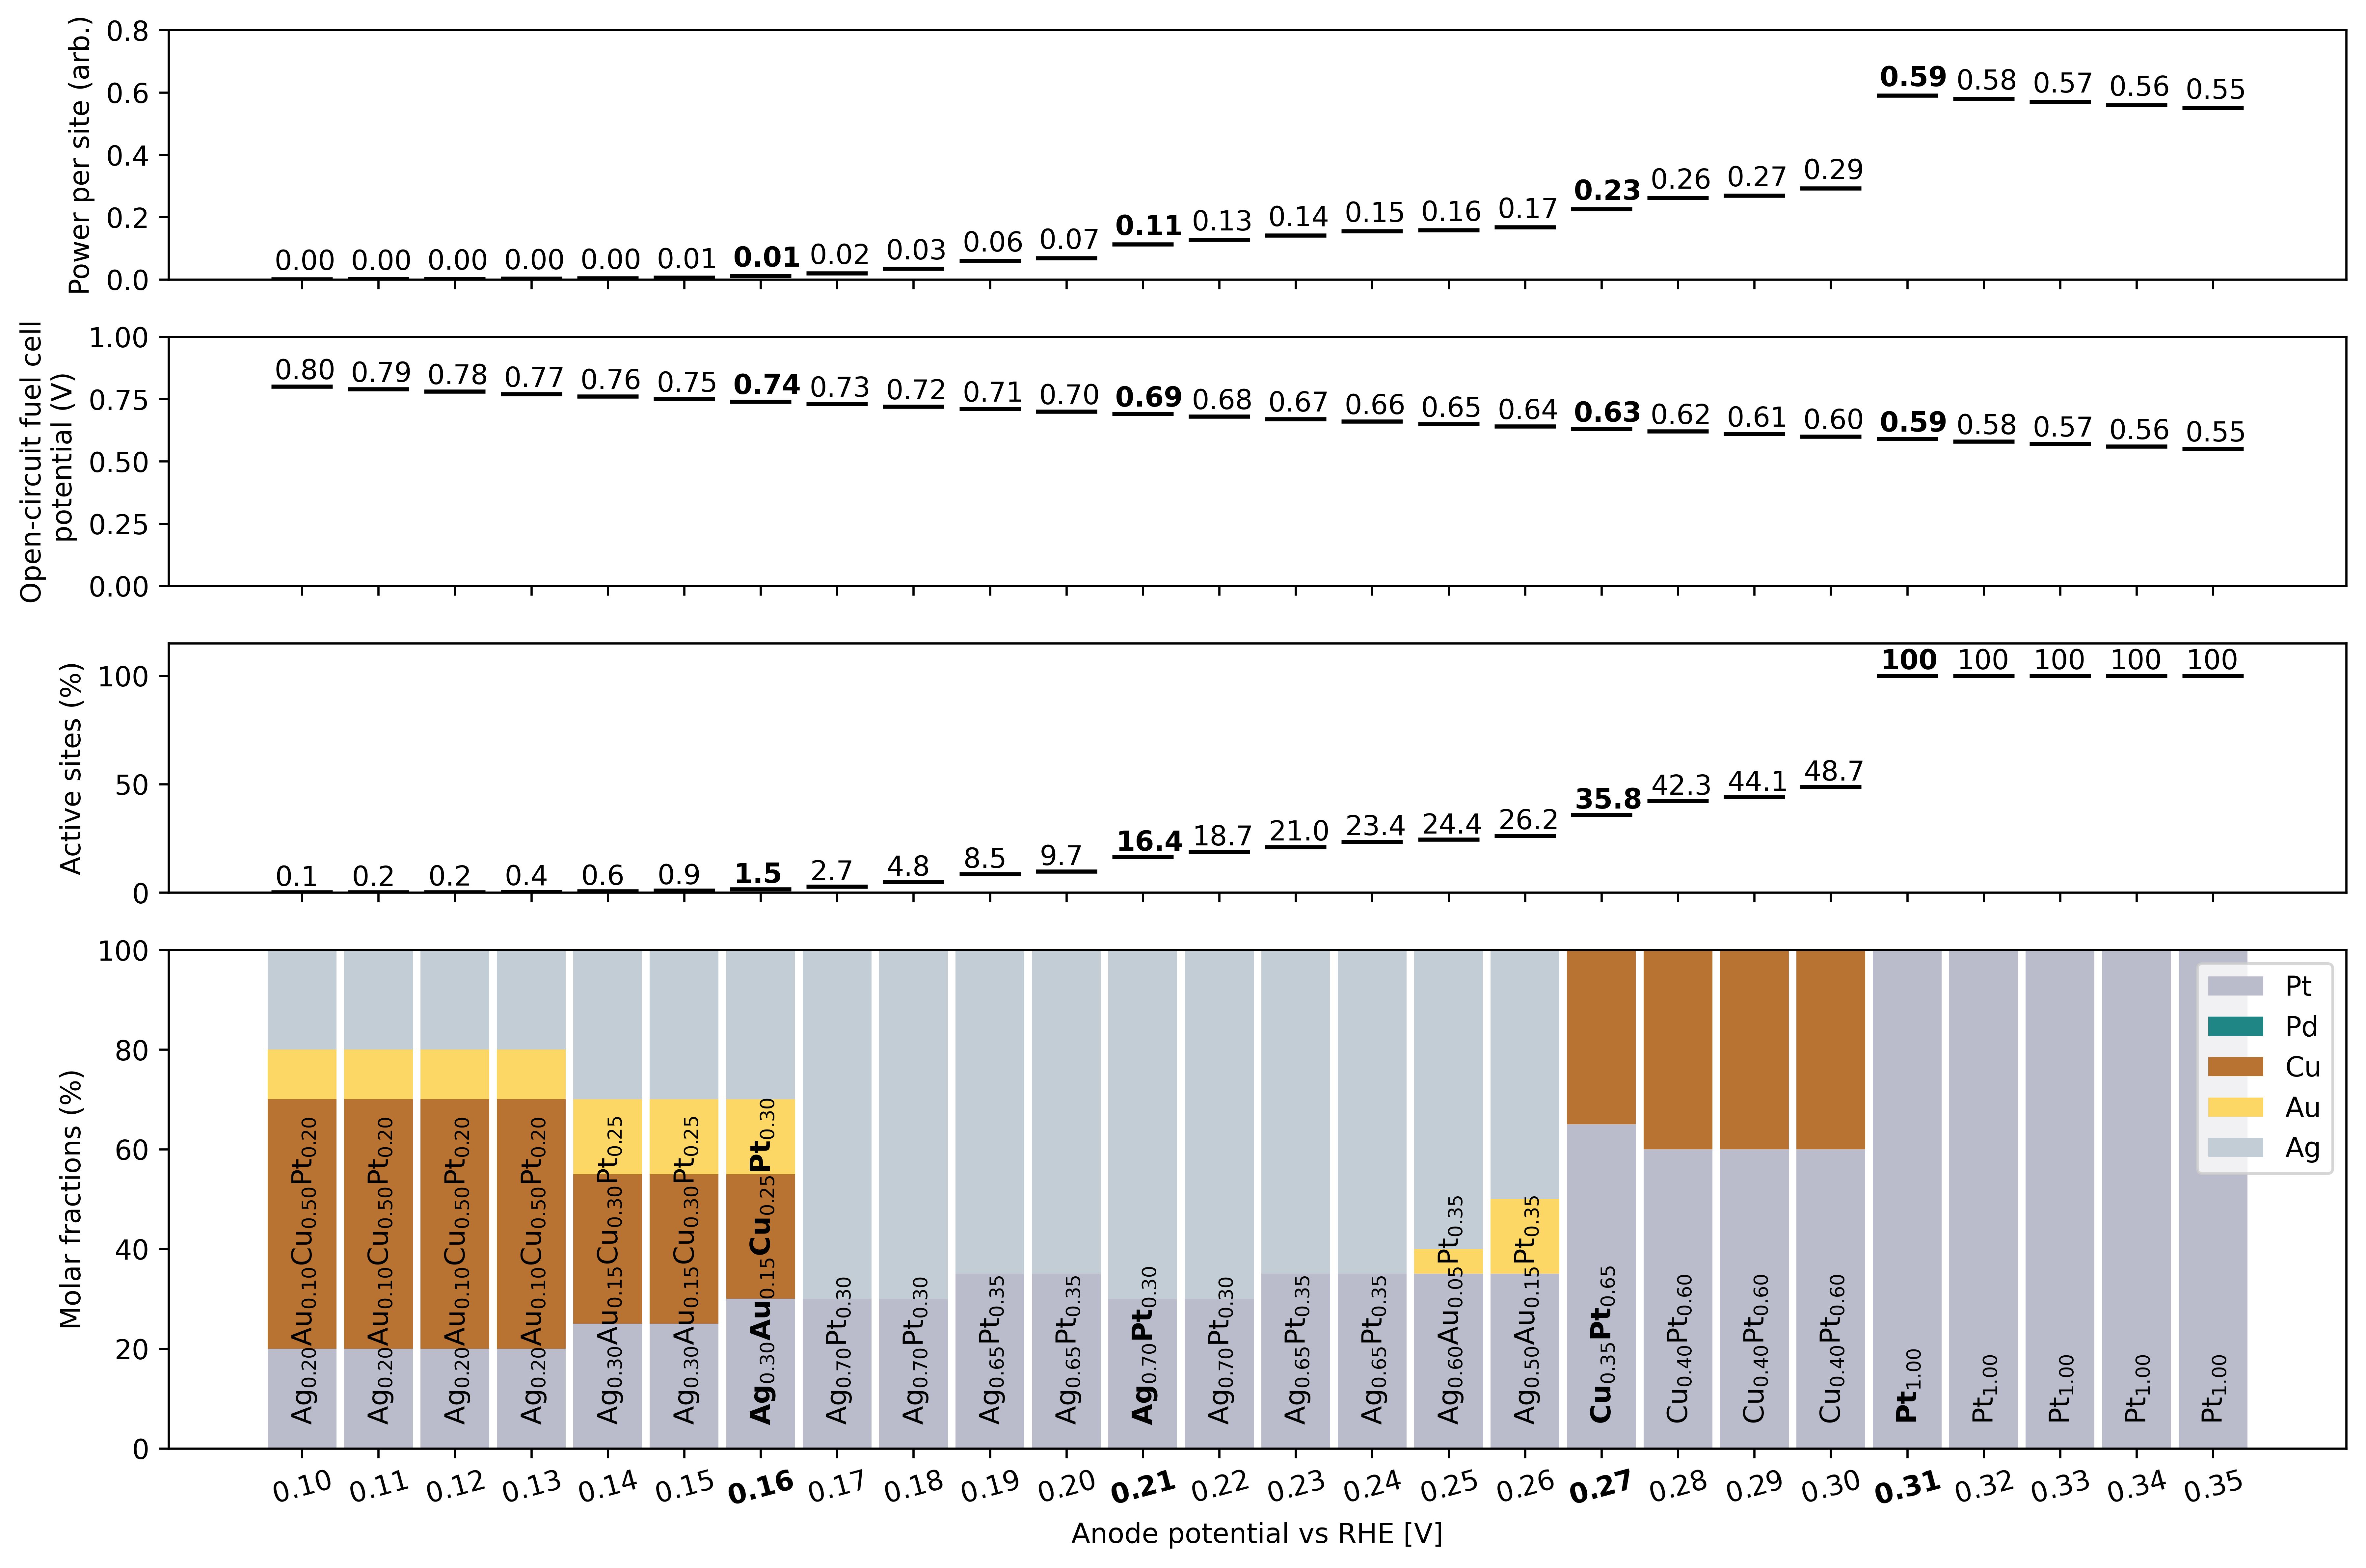 Power per site (arb.)
0.8
0.6
0.4
0.2
0.0
0.00 0.00 0.00 0.00 0.00 0.01 0.01 0.02 0.03 0.06 0.07 0.11 0.13 0.14 0.15 0.16 0.17 0.23 0.26 0.27 0.29 0.59 0.58 0.57 0.56 0.55
Open-circuit fuel cell
potential (V)
1.00
0.75
0.50
0.25
0.00
0.80 0.79 0.78 0.77 0.76 0.75 0.74 0.73 0.72 0.71 0.70 0.69 0.68 0.67 0.66 0.65 0.64 0.63 0.62 0.61 0.60 0.59 0.58 0.57 0.56 0.55
Active sites (%)
100
50
0
0.1 0.2 0.2 0.4 0.6 0.9 1.5 2.7 4.8 8.5 9.7 16.4 18.7 21.0 23.4 24.4 26.2 35.8 42.3 44.1 48.7 100 100 100 100 100
Molar fractions (%)
100
80
60
40
20
0
Ag0.20Au0.10Cu0.50Pt0.20
Ag0.20Au0.10Cu0.50Pt0.20
Ag0.20Au0.10Cu0.50Pt0.20
Ag0.20Au0.10Cu0.50Pt0.20
Ag0.30Au0.15Cu0.30Pt0.25
Ag0.30Au0.15Cu0.30Pt0.25
Ag0.30Au0.15Cu0.25Pt0.30
Ag0.70Pt0.30
Ag0.70Pt0.30
Ag0.65Pt0.35
Ag0.65Pt0.35
Ag0.70Pt0.30
Ag0.70Pt0.30
Ag0.65Pt0.35
Ag0.65Pt0.35
Ag0.60Au0.05Pt0.35
Ag0.50Au0.15Pt0.35
Cu0.35Pt0.65
Cu0.40Pt0.60
Cu0.40Pt0.60
Cu0.40Pt0.60
Pt1.00
Pt1.00
Pt1.00
Pt1.00
Pt1.00
Pt
Pd
Cu
Au
Ag
0.10 0.11 0.12 0.13 0.14 0.15 0.16 0.17 0.18 0.19 0.20 0.21 0.22 0.23 0.24 0.25 0.26 0.27 0.28 0.29 0.30 0.31 0.32 0.33 0.34 0.35
Anode potential vs RHE [V]